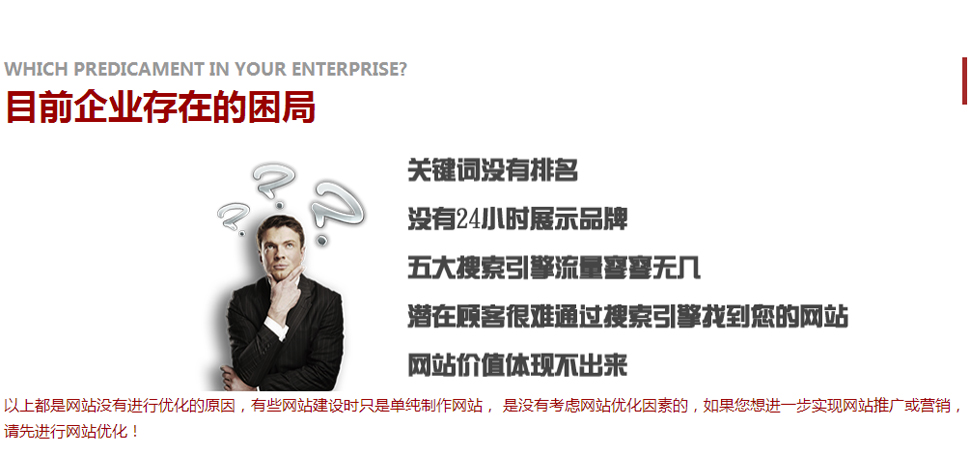 WHICH PREDICAMENT IN YOUR ENTERPRISE?
目前企业存在的困局
关键词没有排名
没有24小时展示品牌
五大搜索引擎流量寥寥无几
潜在顾客很难通过搜索引擎找到您的网站
网站价值体现不出来
以上都是网站没有进行优化的原因，有些网站建设时只是单纯制作网站， 是没有考虑网站优化因素的，如果您想进一步实现网站推广或营销，
请先进行网站优化！